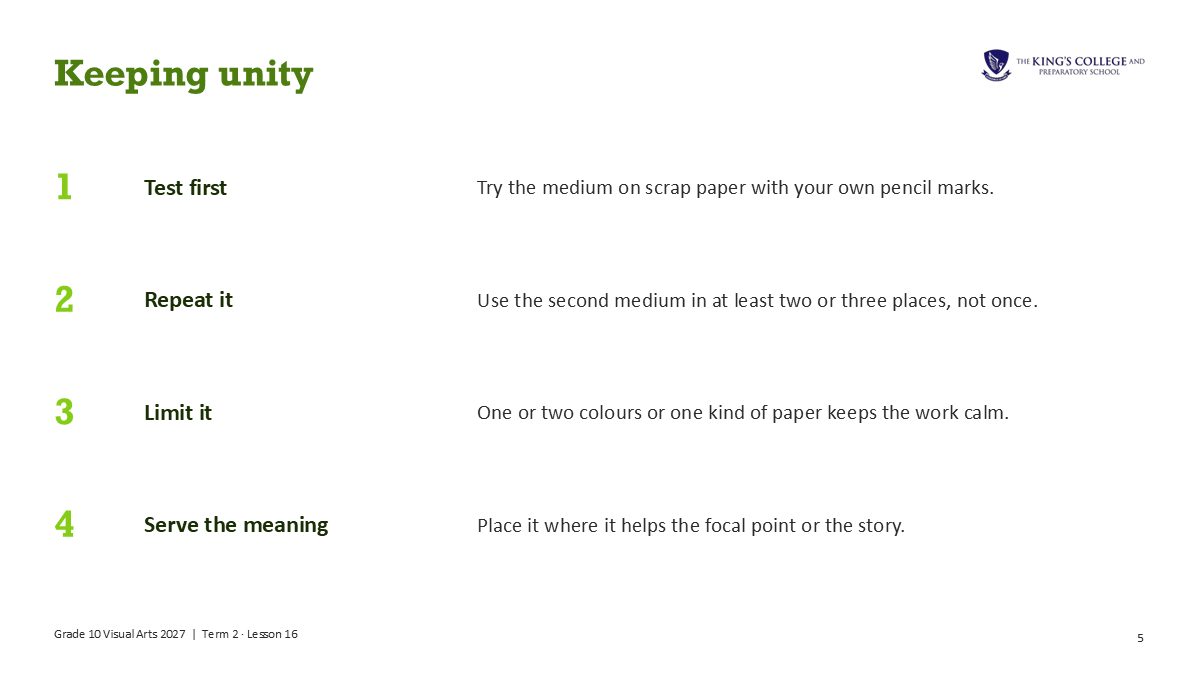 Keeping unity
THE KING'S COLLEGE AND
PREPARATORY SCHOOL
1 Test first Try the medium on scrap paper with your own pencil marks.
2 Repeat it Use the second medium in at least two or three places, not once.
3 Limit it One or two colours or one kind of paper keeps the work calm.
4 Serve the meaning Place it where it helps the focal point or the story.
Grade 10 Visual Arts 2027 | Term 2 · Lesson 16
5